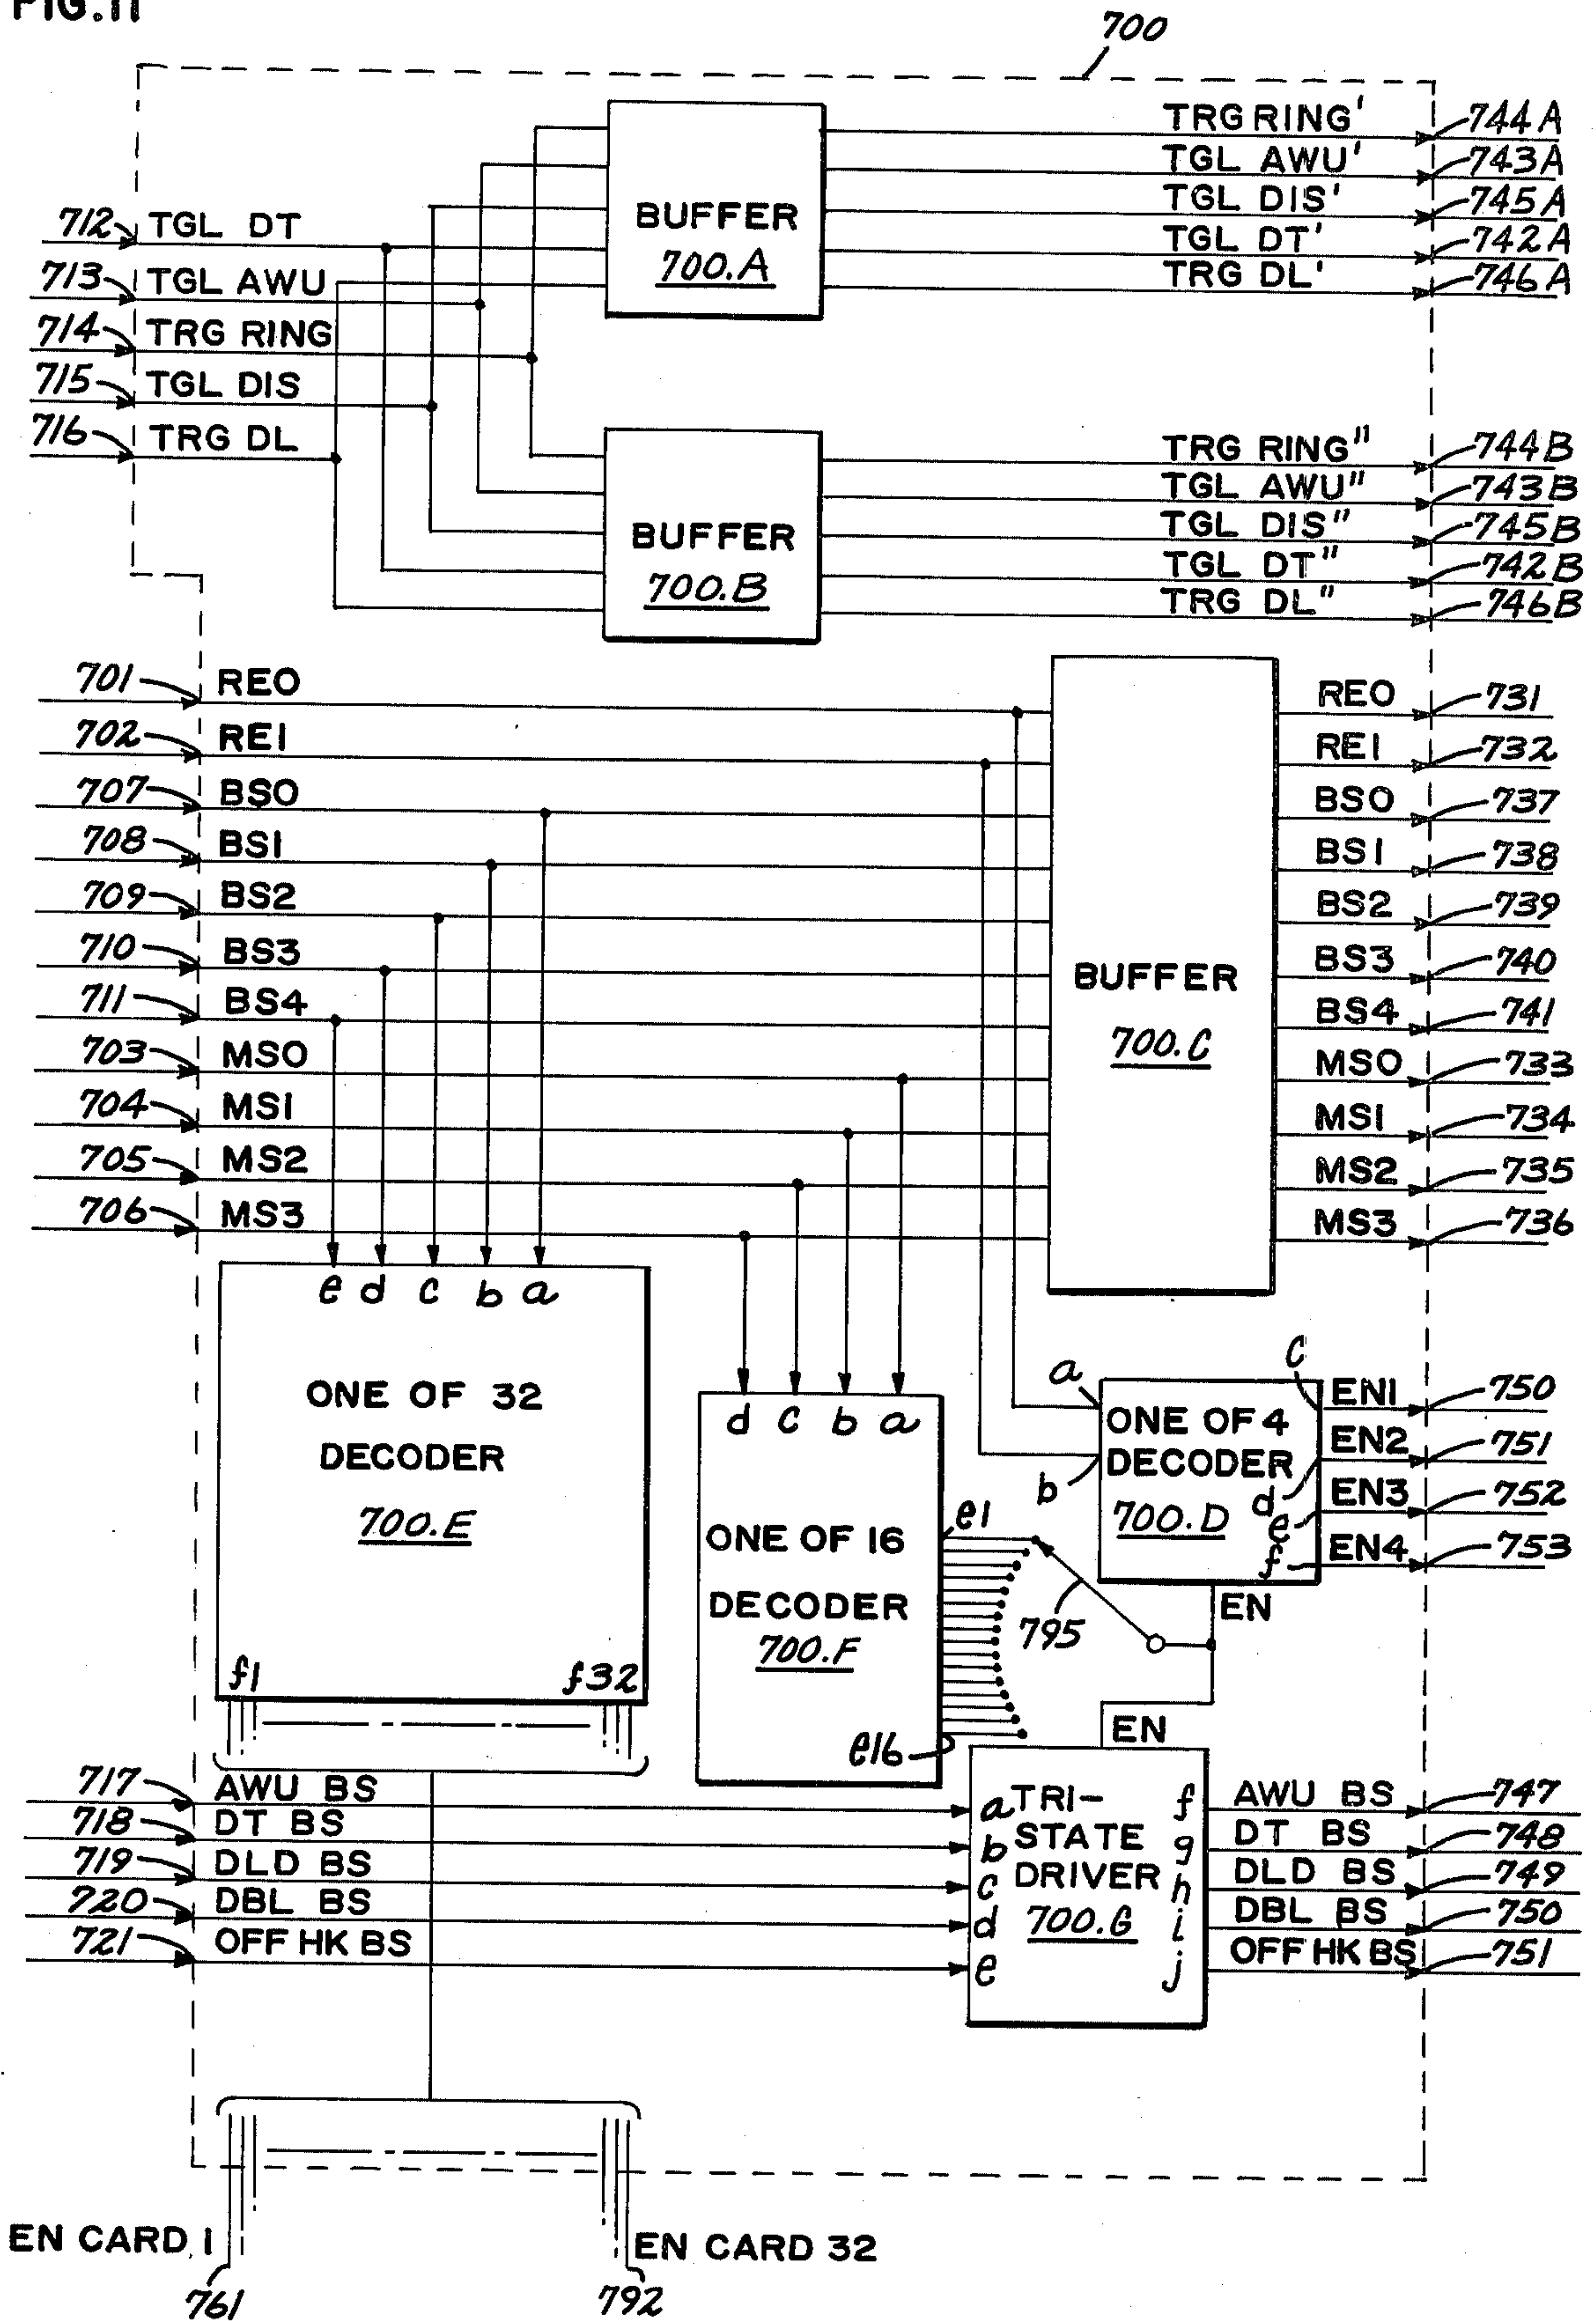 FIG. 11
700
TRG RING' 744A
TGL AWU' 743A
TGL DIS' 745A
TGL DT' 742A
TRG DL' 746A
BUFFER
700.A
712 TGL DT
713 TGL AWU
714 TRG RING
715 TGL DIS
716 TRG DL
TRG RING" 744B
TGL AWU" 743B
TGL DIS" 745B
TGL DT" 742B
TRG DL" 746B
BUFFER
700.B
701 REO
702 RE1
707 BSO
708 BS1
709 BS2
710 BS3
711 BS4
703 MSO
704 MS1
705 MS2
706 MS3
BUFFER
700.C
REO 731
RE1 732
BSO 737
BS1 738
BS2 739
BS3 740
BS4 741
MSO 733
MS1 734
MS2 735
MS3 736
e d c b a
ONE OF 32
DECODER
700.E
f1 f32
d c b a
ONE OF 16
DECODER
700.F
e1
e16
795
a
b
c
ONE OF 4
DECODER
700.D
d
e
f
EN1 750
EN2 751
EN3 752
EN4 753
EN
EN
717 AWU BS
718 DT BS
719 DLD BS
720 DBL BS
721 OFF HK BS
a TRI- f
b STATE g
c DRIVER h
d 700.G i
e j
AWU BS 747
DT BS 748
DLD BS 749
DBL BS 750
OFF HK BS 751
EN CARD 1
761
EN CARD 32
792